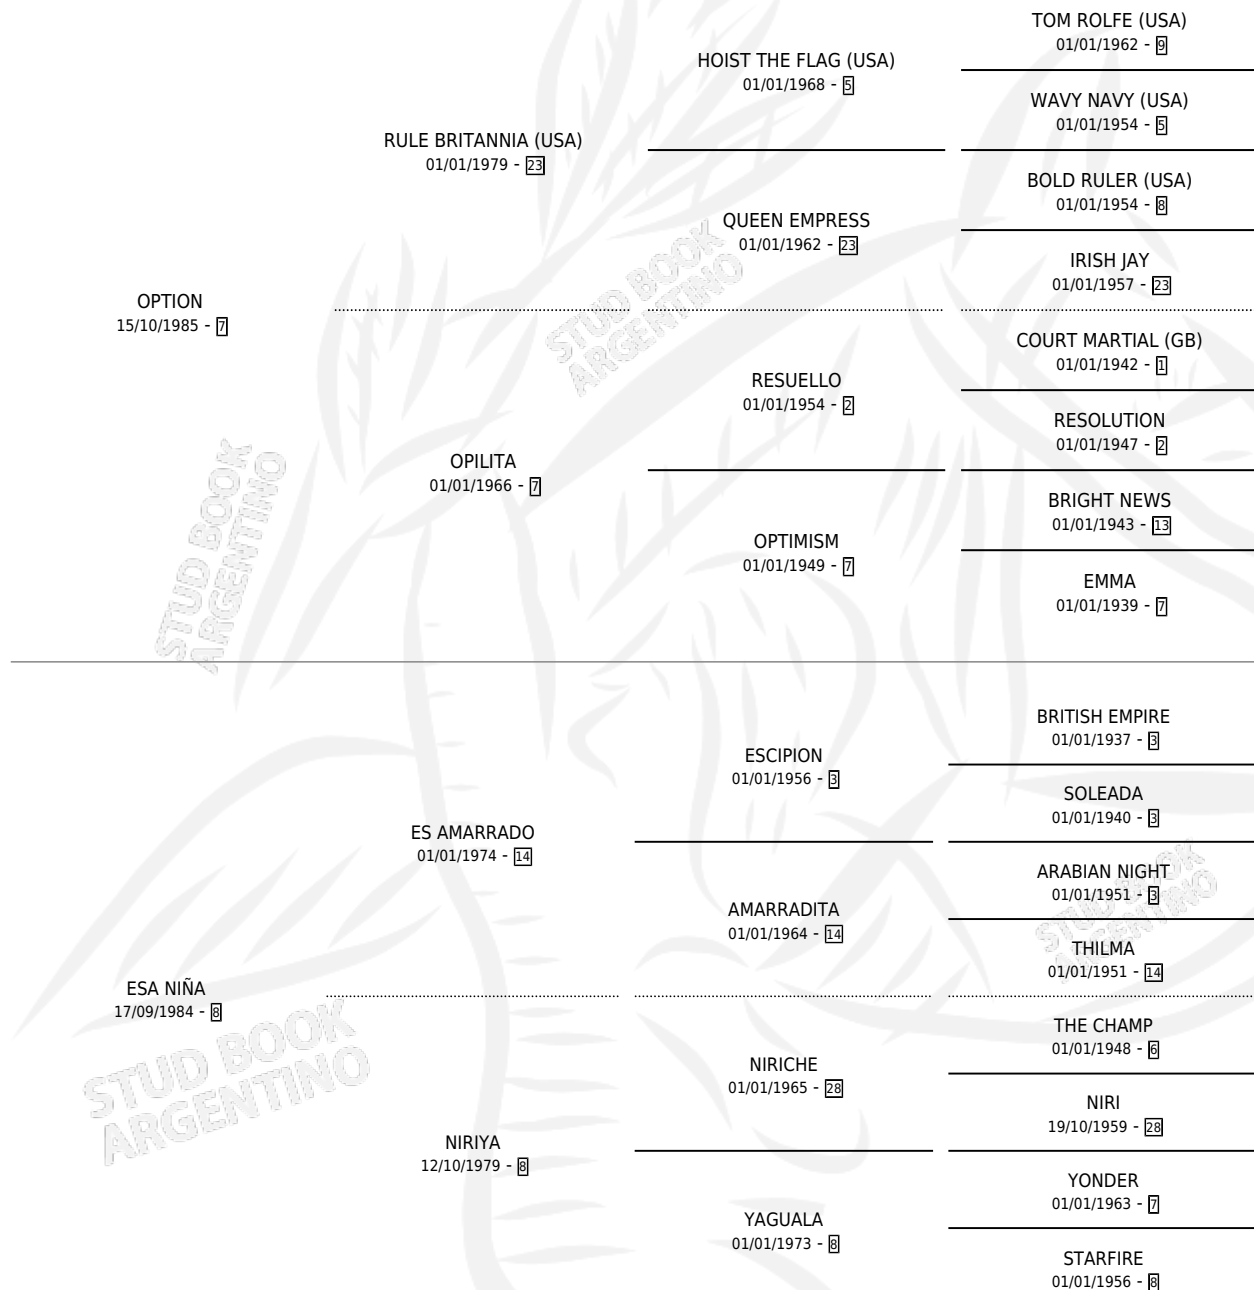 TOM ROLFE (USA)
01/01/1962 - 9
HOIST THE FLAG (USA)
01/01/1968 - 5
WAVY NAVY (USA)
01/01/1954 - 5
RULE BRITANNIA (USA)
01/01/1979 - 23
BOLD RULER (USA)
01/01/1954 - 8
QUEEN EMPRESS
01/01/1962 - 23
IRISH JAY
01/01/1957 - 23
OPTION
15/10/1985 - 7
COURT MARTIAL (GB)
01/01/1942 - 1
RESUELLO
01/01/1954 - 2
RESOLUTION
01/01/1947 - 2
OPILITA
01/01/1966 - 7
BRIGHT NEWS
01/01/1943 - 13
OPTIMISM
01/01/1949 - 7
EMMA
01/01/1939 - 7
BRITISH EMPIRE
01/01/1937 - 3
ESCIPION
01/01/1956 - 3
SOLEADA
01/01/1940 - 3
ES AMARRADO
01/01/1974 - 14
ARABIAN NIGHT
01/01/1951 - 3
AMARRADITA
01/01/1964 - 14
THILMA
01/01/1951 - 14
ESA NIÑA
17/09/1984 - 8
THE CHAMP
01/01/1948 - 6
NIRICHE
01/01/1965 - 28
NIRI
19/10/1959 - 28
NIRIYA
12/10/1979 - 8
YONDER
01/01/1963 - 7
YAGUALA
01/01/1973 - 8
STARFIRE
01/01/1956 - 8
STUD BOOK
ARGENTINO
STUD BOOK
ARGENTINO
STUD BOOK
ARGENTINO
STUD BOOK
ARGENTINO